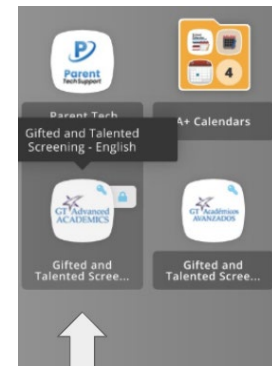 P
Parent
Tech Support
4
Parent Tech
A+ Calendars
Gifted and Talented
Screening - English
GT Advanced
ACADEMICS
GT Académicos
AVANZADOS
Gifted and
Talented Scree...
Gifted and
Talented Scree...